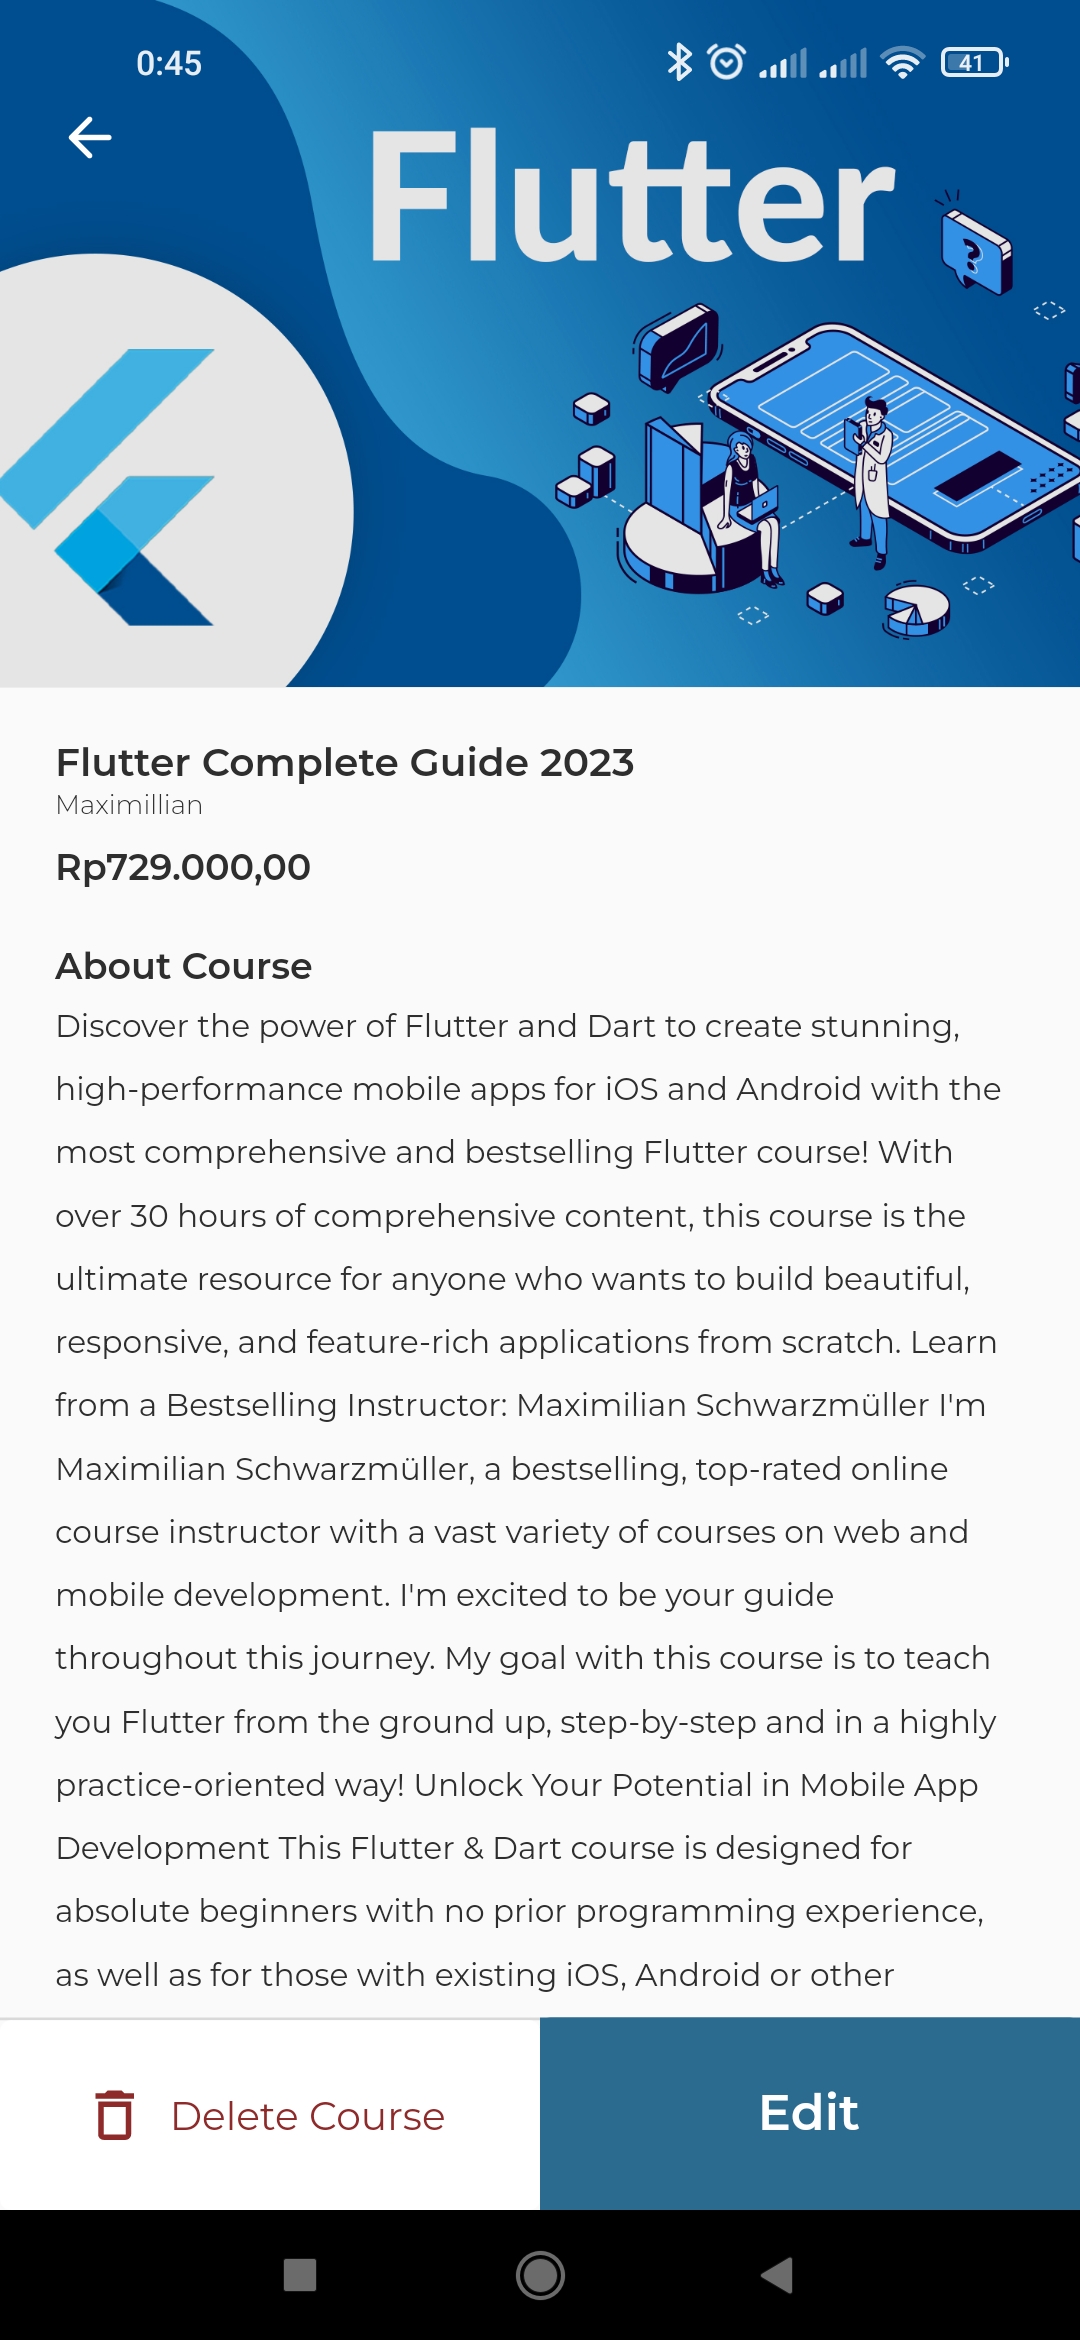 0:45
41
Flutter
?
Flutter Complete Guide 2023
Maximillian
Rp729.000,00
About Course
Discover the power of Flutter and Dart to create stunning,
high-performance mobile apps for iOS and Android with the
most comprehensive and bestselling Flutter course! With
over 30 hours of comprehensive content, this course is the
ultimate resource for anyone who wants to build beautiful,
responsive, and feature-rich applications from scratch. Learn
from a Bestselling Instructor: Maximilian Schwarzmüller I'm
Maximilian Schwarzmüller, a bestselling, top-rated online
course instructor with a vast variety of courses on web and
mobile development. I'm excited to be your guide
throughout this journey. My goal with this course is to teach
you Flutter from the ground up, step-by-step and in a highly
practice-oriented way! Unlock Your Potential in Mobile App
Development This Flutter & Dart course is designed for
absolute beginners with no prior programming experience,
as well as for those with existing iOS, Android or other
Delete Course
Edit